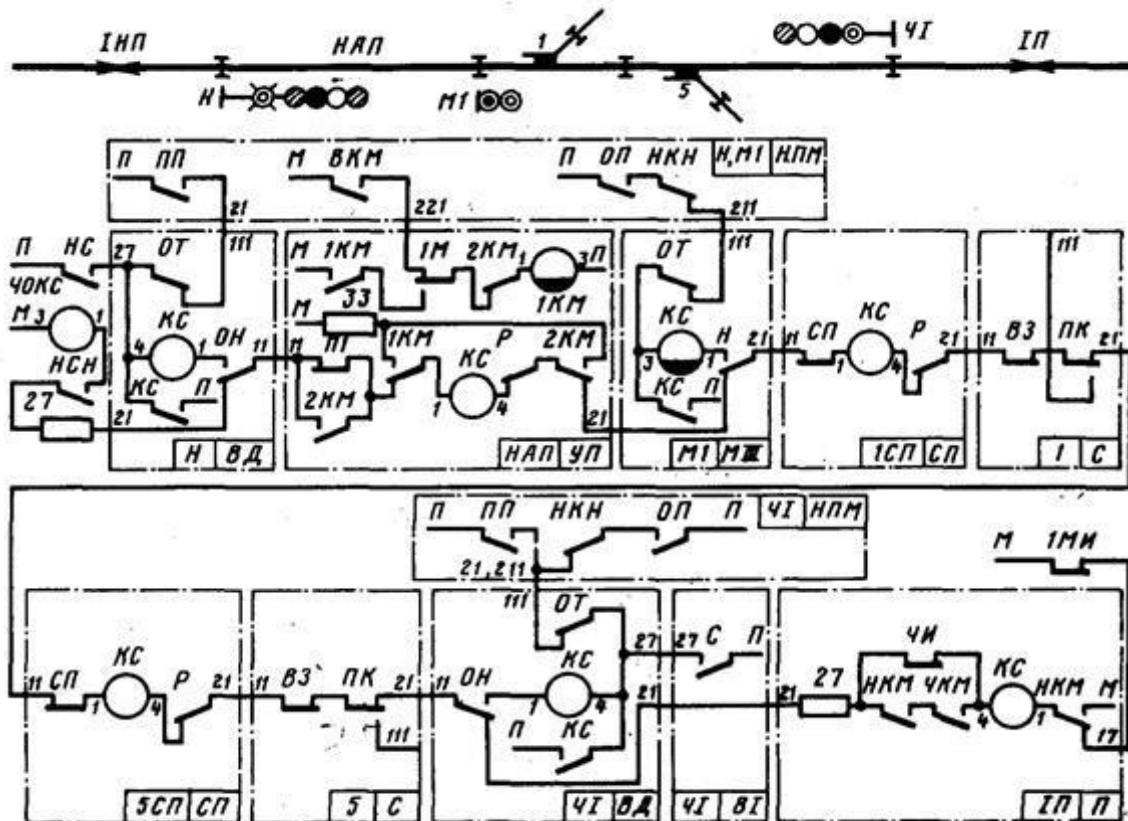 IНП НАП 1 ЧI IП
Н М1 5
П ПП М ВКМ П ОП НКН Н,М1 НПМ
21 221 211
П НС 27 ОТ 111 М 1КМ 1М 2КМ 1 3 П ОТ 111 111
ЧОКС 33 1КМ
М 3 1 КС ОН М 1КМ Р 2КМ КС Н 21 11 СП КС Р 21 11 ВЗ ПК 21
4 1 11 11 П1 КС 3 1 1 4
НСН КС П 2КМ 1 4 КС П
27 21 21
Н ВД НАП УП М1 МIII 1СП СП 1 С
П ПП НКН ОП П ЧI НПМ
21,211 М 1МИ
111 ОТ
КС 27 27 С П ЧИ
11 СП Р 21 11 ВЗ ПК 21 11 ОН КС 21 21 27 НКМ ЧКМ КС НКМ М
1 4 1 4 4 1 17
111 П КС
5СП СП 5 С ЧI ВД ЧI ВI IП П